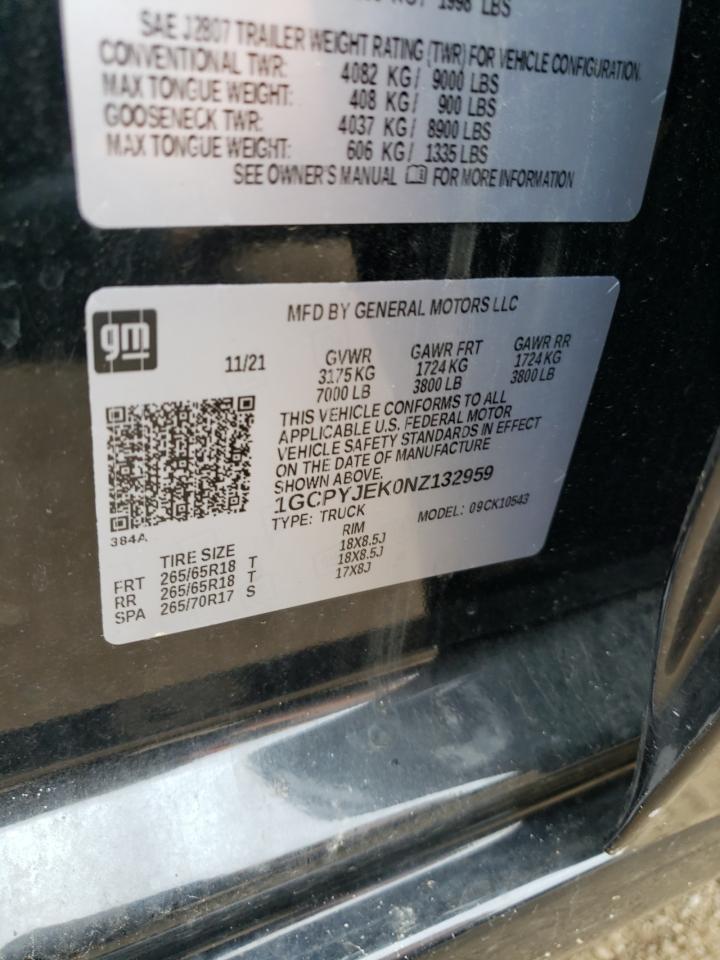 1998 LBS
SAE J2807 TRAILER WEIGHT RATING (TWR) FOR VEHICLE CONFIGURATION.
CONVENTIONAL TWR: 4082 KG/ 9000 LBS
MAX TONGUE WEIGHT: 408 KG/ 900 LBS
GOOSENECK TWR: 4037 KG/ 8900 LBS
MAX TONGUE WEIGHT: 606 KG/ 1335 LBS
SEE OWNER'S MANUAL FOR MORE INFORMATION
gm
MFD BY GENERAL MOTORS LLC
11/21 GVWR GAWR FRT GAWR RR
3175 KG 1724 KG 1724 KG
7000 LB 3800 LB 3800 LB
THIS VEHICLE CONFORMS TO ALL
APPLICABLE U.S. FEDERAL MOTOR
VEHICLE SAFETY STANDARDS IN EFFECT
ON THE DATE OF MANUFACTURE
SHOWN ABOVE.
1GCPYJEK0NZ132959
TYPE: TRUCK MODEL: 09CK10543
384A
TIRE SIZE RIM
FRT 265/65R18 T 18X8.5J
RR 265/65R18 T 18X8.5J
SPA 265/70R17 S 17X8J